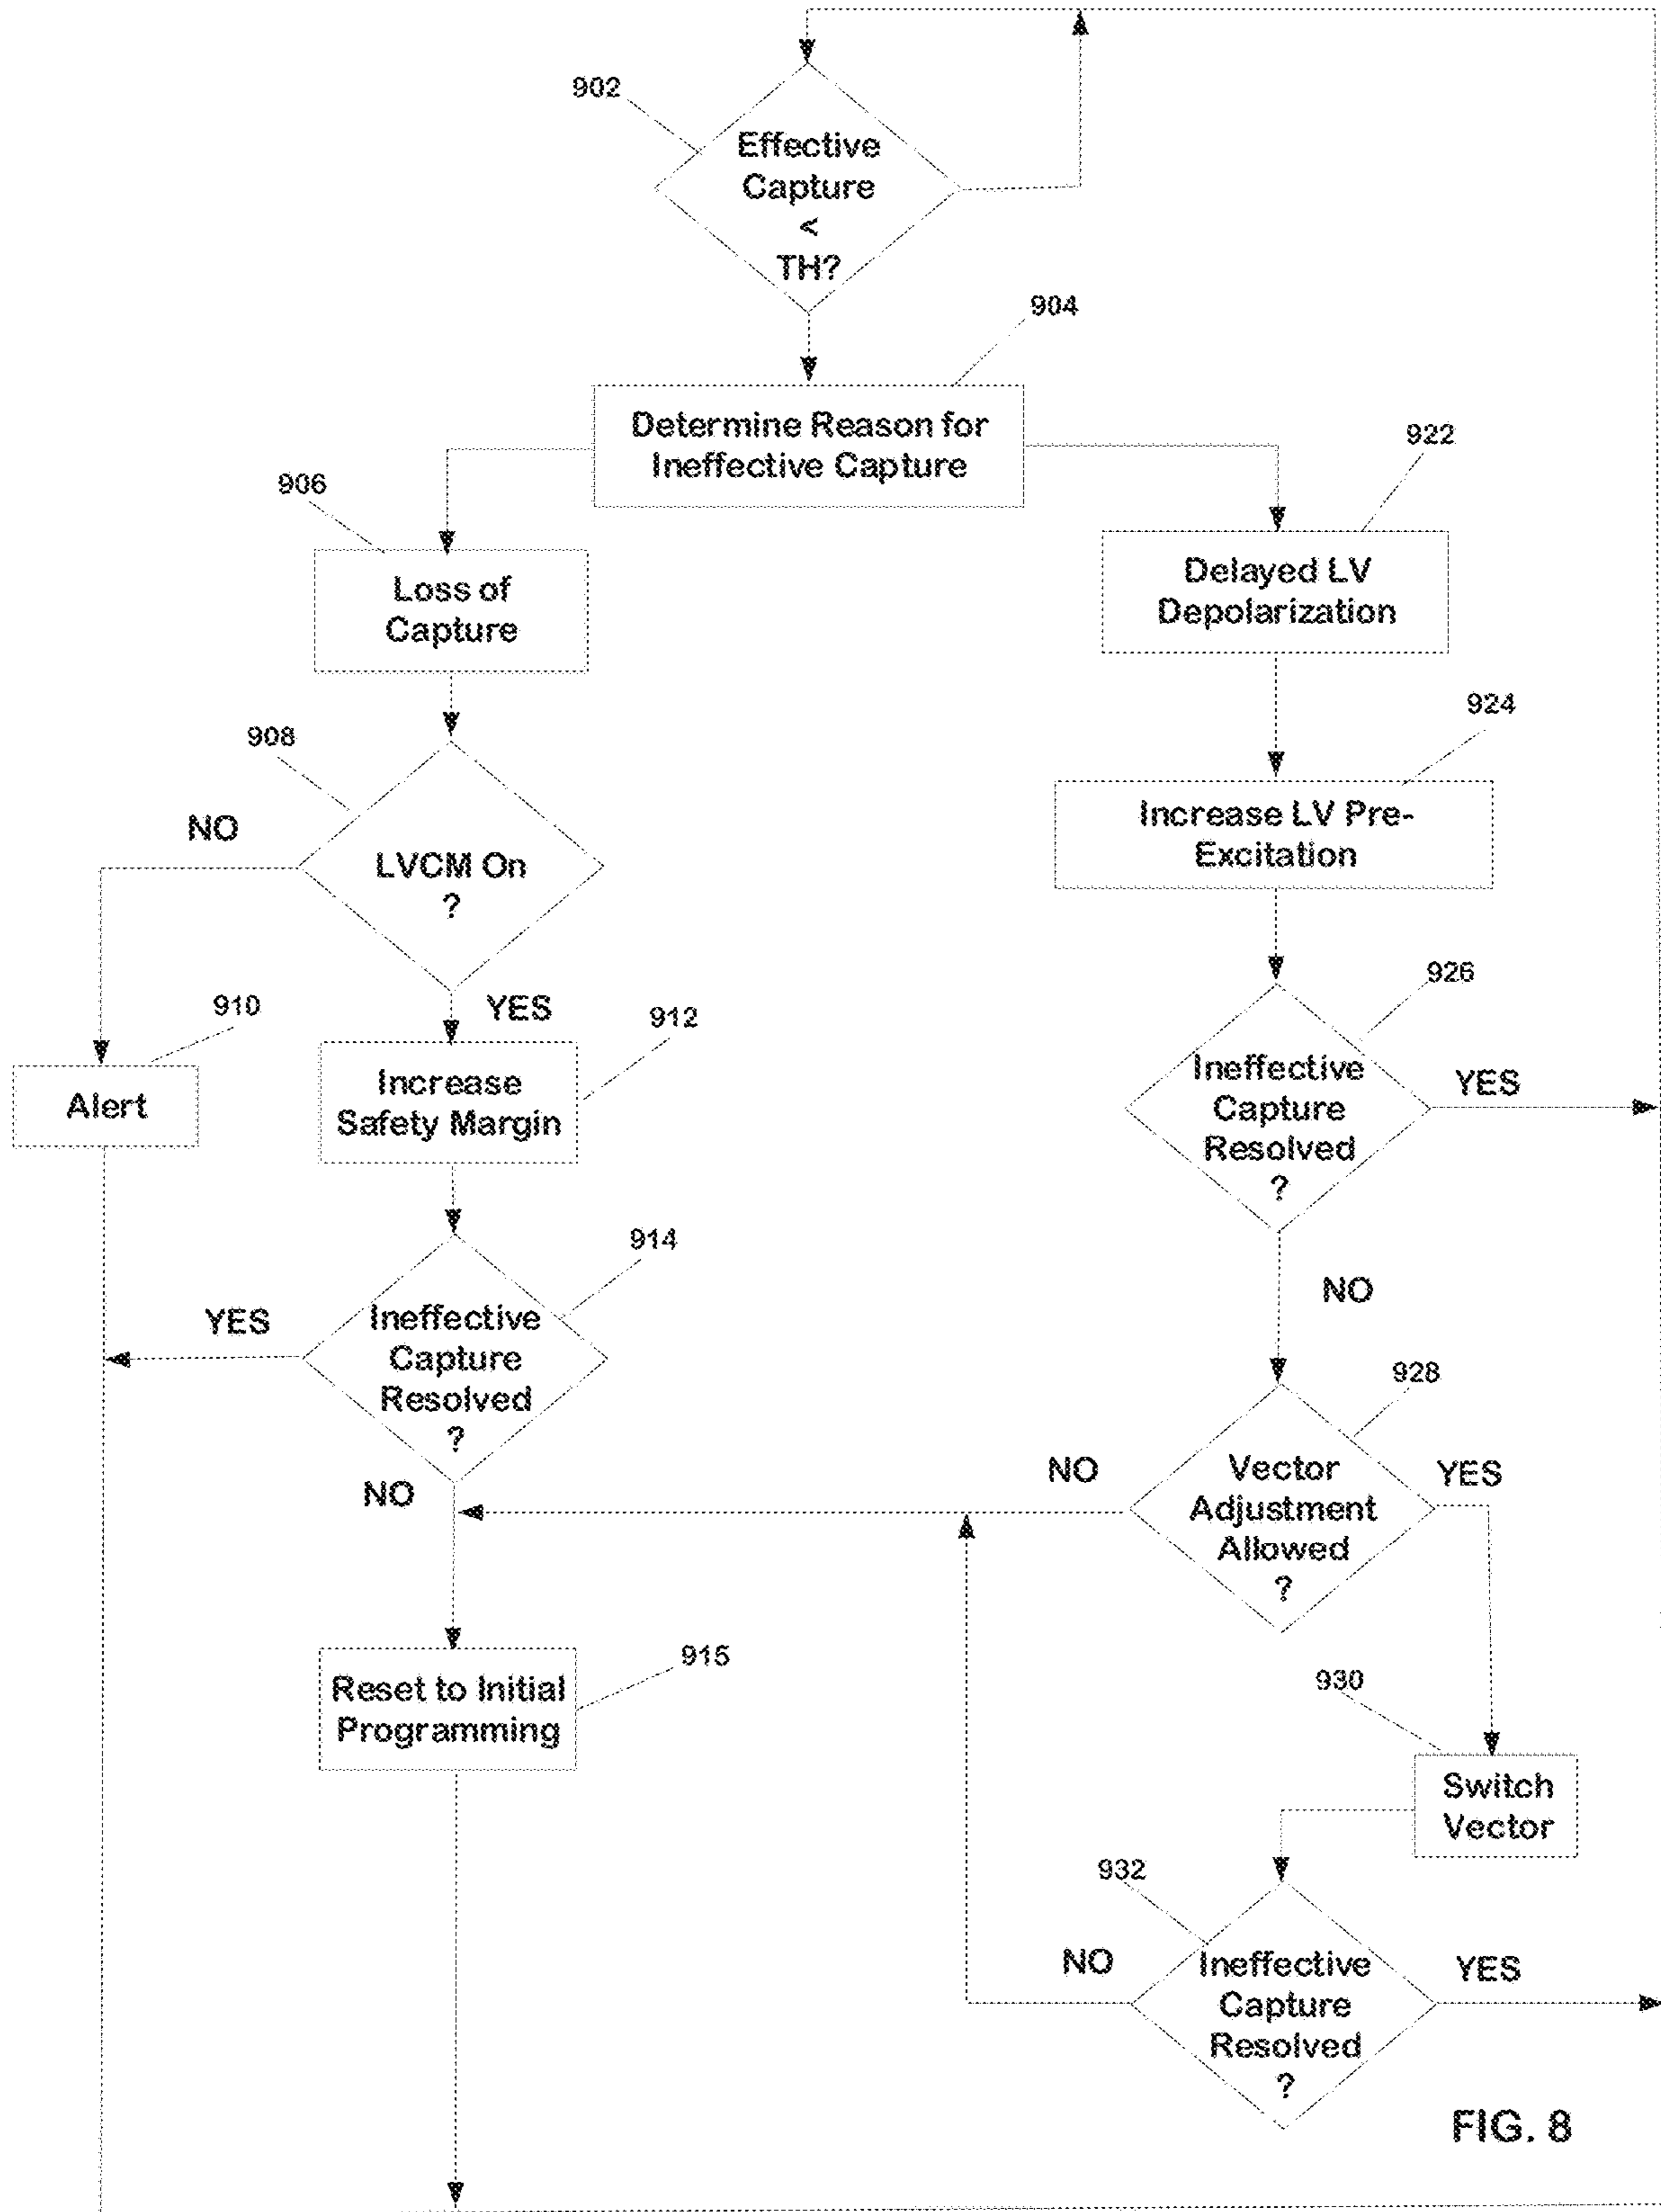 902
Effective
Capture
<
TH?
904
Determine Reason for
Ineffective Capture
906
Loss of
Capture
922
Delayed LV
Depolarization
908
NO
LVCM On
?
YES
924
Increase LV Pre-
Excitation
910
Alert
912
Increase
Safety Margin
926
Ineffective
Capture
Resolved
?
YES
NO
914
YES
Ineffective
Capture
Resolved
?
NO
928
NO
Vector
Adjustment
Allowed
?
YES
915
Reset to Initial
Programming
930
Switch
Vector
932
NO
Ineffective
Capture
Resolved
?
YES
FIG. 8